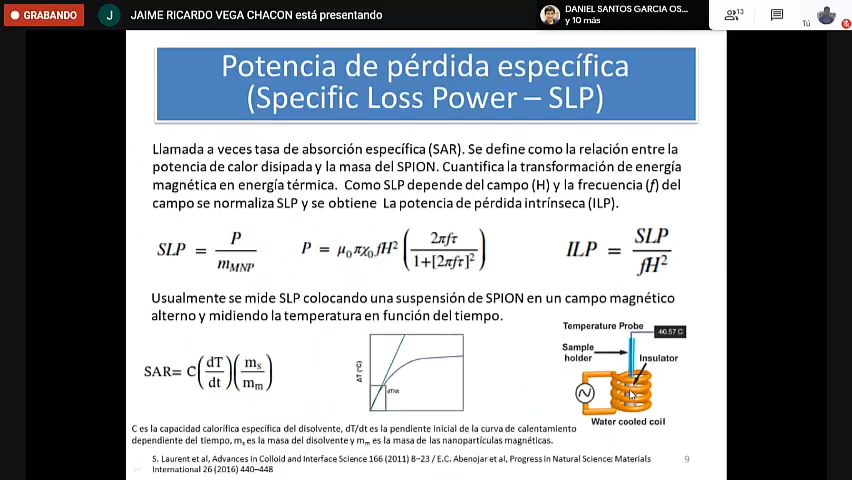 GRABANDO
J
JAIME RICARDO VEGA CHACON está presentando
DANIEL SANTOS GARCIA OS...
y 10 más
13
Tú
Potencia de pérdida específica
(Specific Loss Power – SLP)
Llamada a veces tasa de absorción específica (SAR). Se define como la relación entre la
potencia de calor disipada y la masa del SPION. Cuantifica la transformación de energía
magnética en energía térmica. Como SLP depende del campo (H) y la frecuencia (f) del
campo se normaliza SLP y se obtiene La potencia de pérdida intrínseca (ILP).
SLP = P / m_MNP
P = μ₀πχ₀fH² (2πfτ / 1+[2πfτ]²)
ILP = SLP / fH²
Usualmente se mide SLP colocando una suspensión de SPION en un campo magnético
alterno y midiendo la temperatura en función del tiempo.
SAR= C(dT/dt)(mₛ/mₘ)
ΔT (°C)
dT/dt
Temperature Probe
40.57 C
Sample
holder
Insulator
Water cooled coil
C es la capacidad calorífica específica del disolvente, dT/dt es la pendiente inicial de la curva de calentamiento
dependiente del tiempo, mₛ es la masa del disolvente y mₘ es la masa de las nanopartículas magnéticas.
S. Laurent et al, Advances in Colloid and Interface Science 166 (2011) 8–23 / E.C. Abenojar et al, Progress in Natural Science: Materials
International 26 (2016) 440–448
9